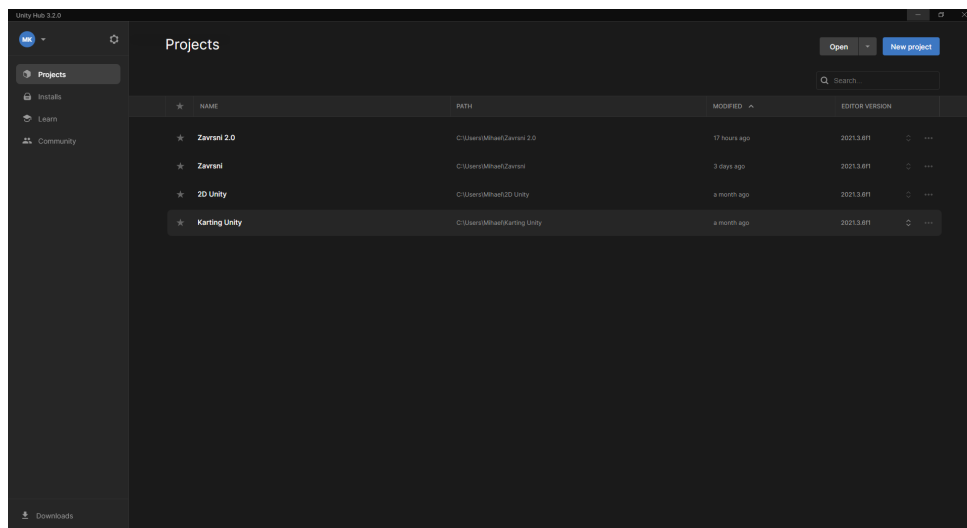 Unity Hub 3.2.0
MK
Projects
Open
New project
Projects
Installs
Learn
Community
Search...
NAME PATH MODIFIED EDITOR VERSION
Zavrsni 2.0 C:\Users\Mihael\Zavrsni 2.0 17 hours ago 2021.3.6f1
Zavrsni C:\Users\Mihael\Zavrsni 3 days ago 2021.3.6f1
2D Unity C:\Users\Mihael\2D Unity a month ago 2021.3.6f1
Karting Unity C:\Users\Mihael\Karting Unity a month ago 2021.3.6f1
Downloads